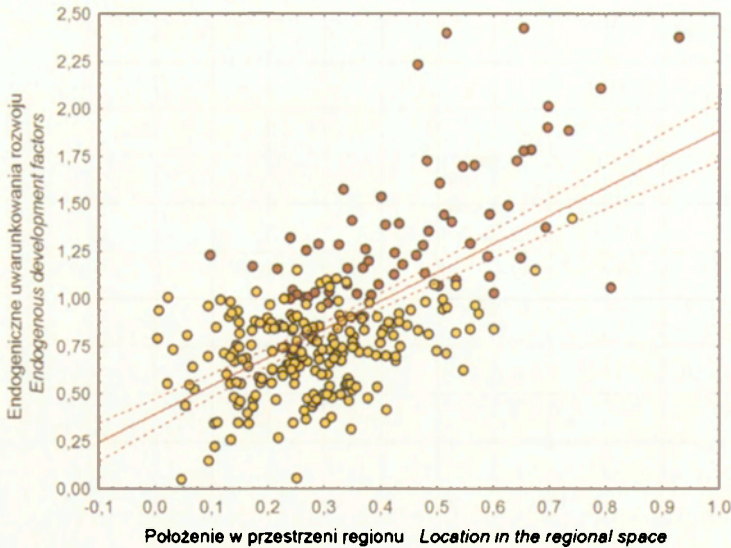 Endogeniczne uwarunkowania rozwoju
Endogenous development factors
2,50
2,25
2,00
1,75
1,50
1,25
1,00
0,75
0,50
0,25
0,00
-0,1 0,0 0,1 0,2 0,3 0,4 0,5 0,6 0,7 0,8 0,9 1,0
Położenie w przestrzeni regionu Location in the regional space